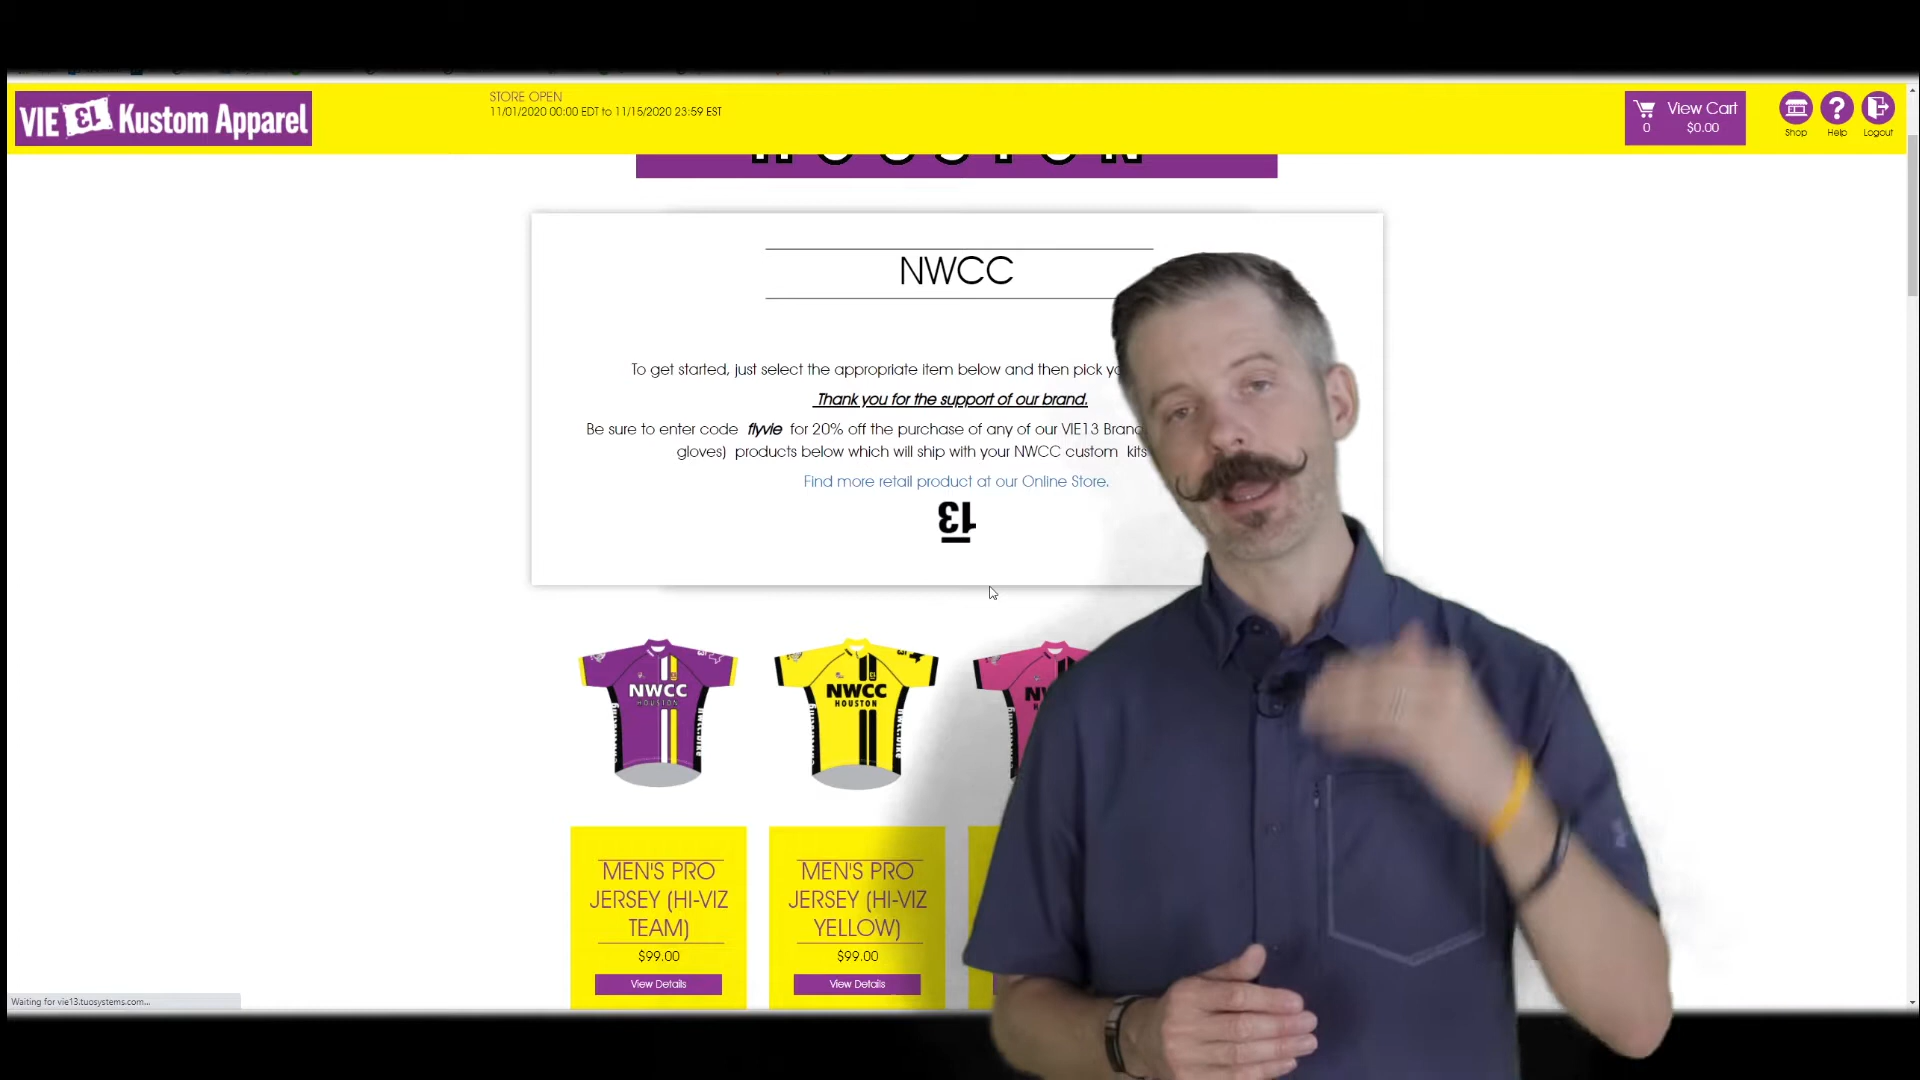 STORE OPEN
11/01/2020 00:00 EDT to 11/15/2020 23:59 EST
VIE 13 Kustom Apparel
View Cart
0 $0.00
Shop Help Logout
HOUSTON
NWCC
To get started, just select the appropriate item below and then pick
Thank you for the support of our brand.
Be sure to enter code flyvie for 20% off the purchase of any of our VIE13
gloves) products below which will ship with your NWCC custom kits
Find more retail product at our Online Store.
13
NWCC
HOUSTON
NWCC
HOUSTON
MEN'S PRO
JERSEY (HI-VIZ
TEAM)
$99.00
View Details
MEN'S PRO
JERSEY (HI-VIZ
YELLOW)
$99.00
View Details
Waiting for vie13.tuosystems.com...